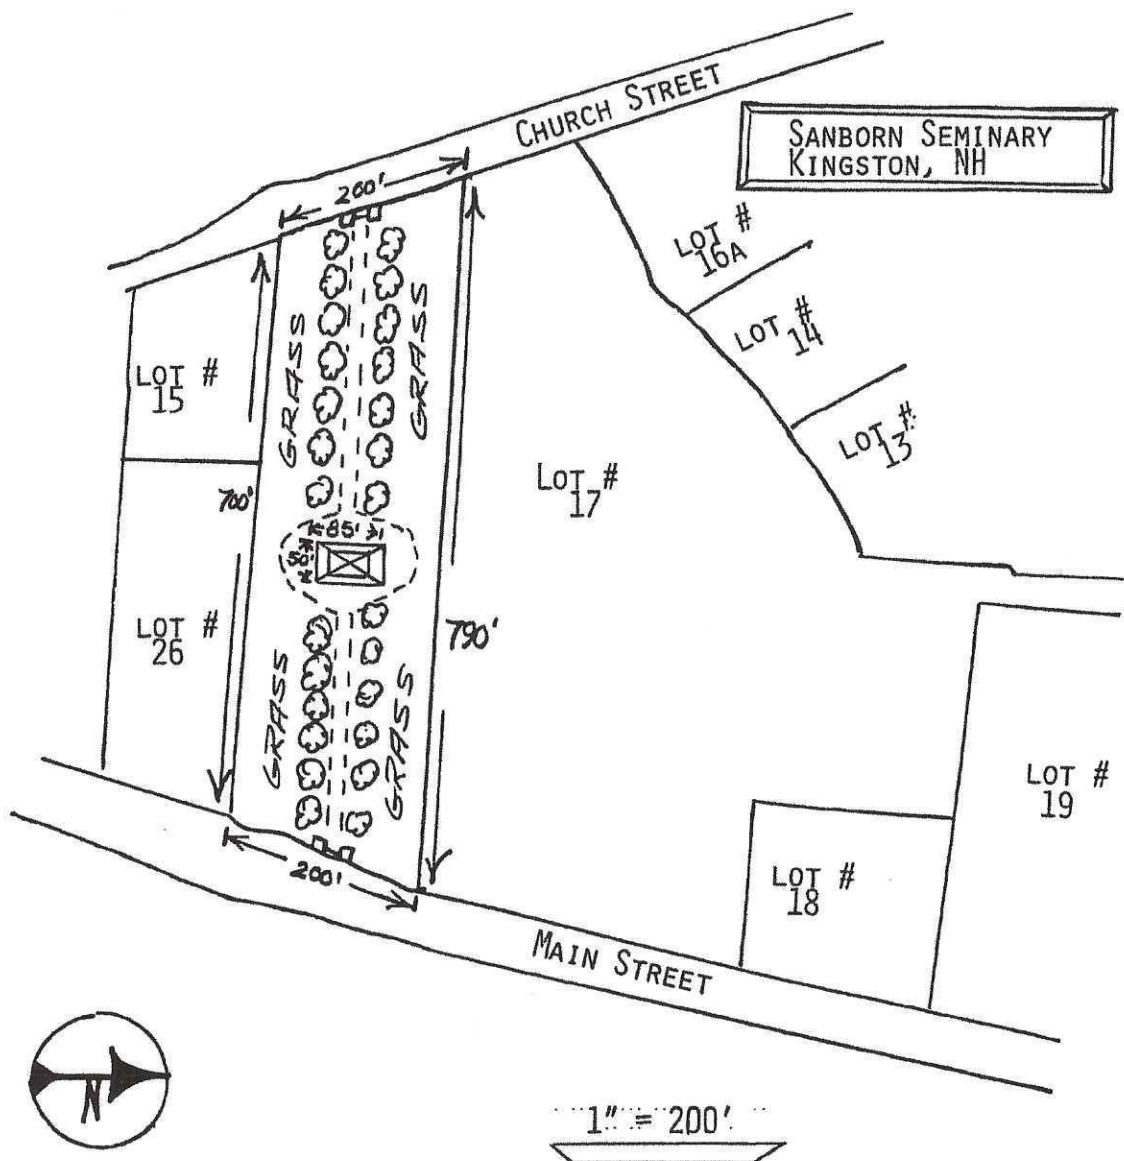 CHURCH STREET
SANBORN SEMINARY
KINGSTON, NH
200'
LOT #
16A
LOT #
14
LOT #
13
LOT #
15
GRASS
GRASS
LOT #
17
700'
85'
50'
LOT #
26
790'
GRASS
GRASS
LOT #
19
LOT #
18
200'
MAIN STREET
N
1" = 200'